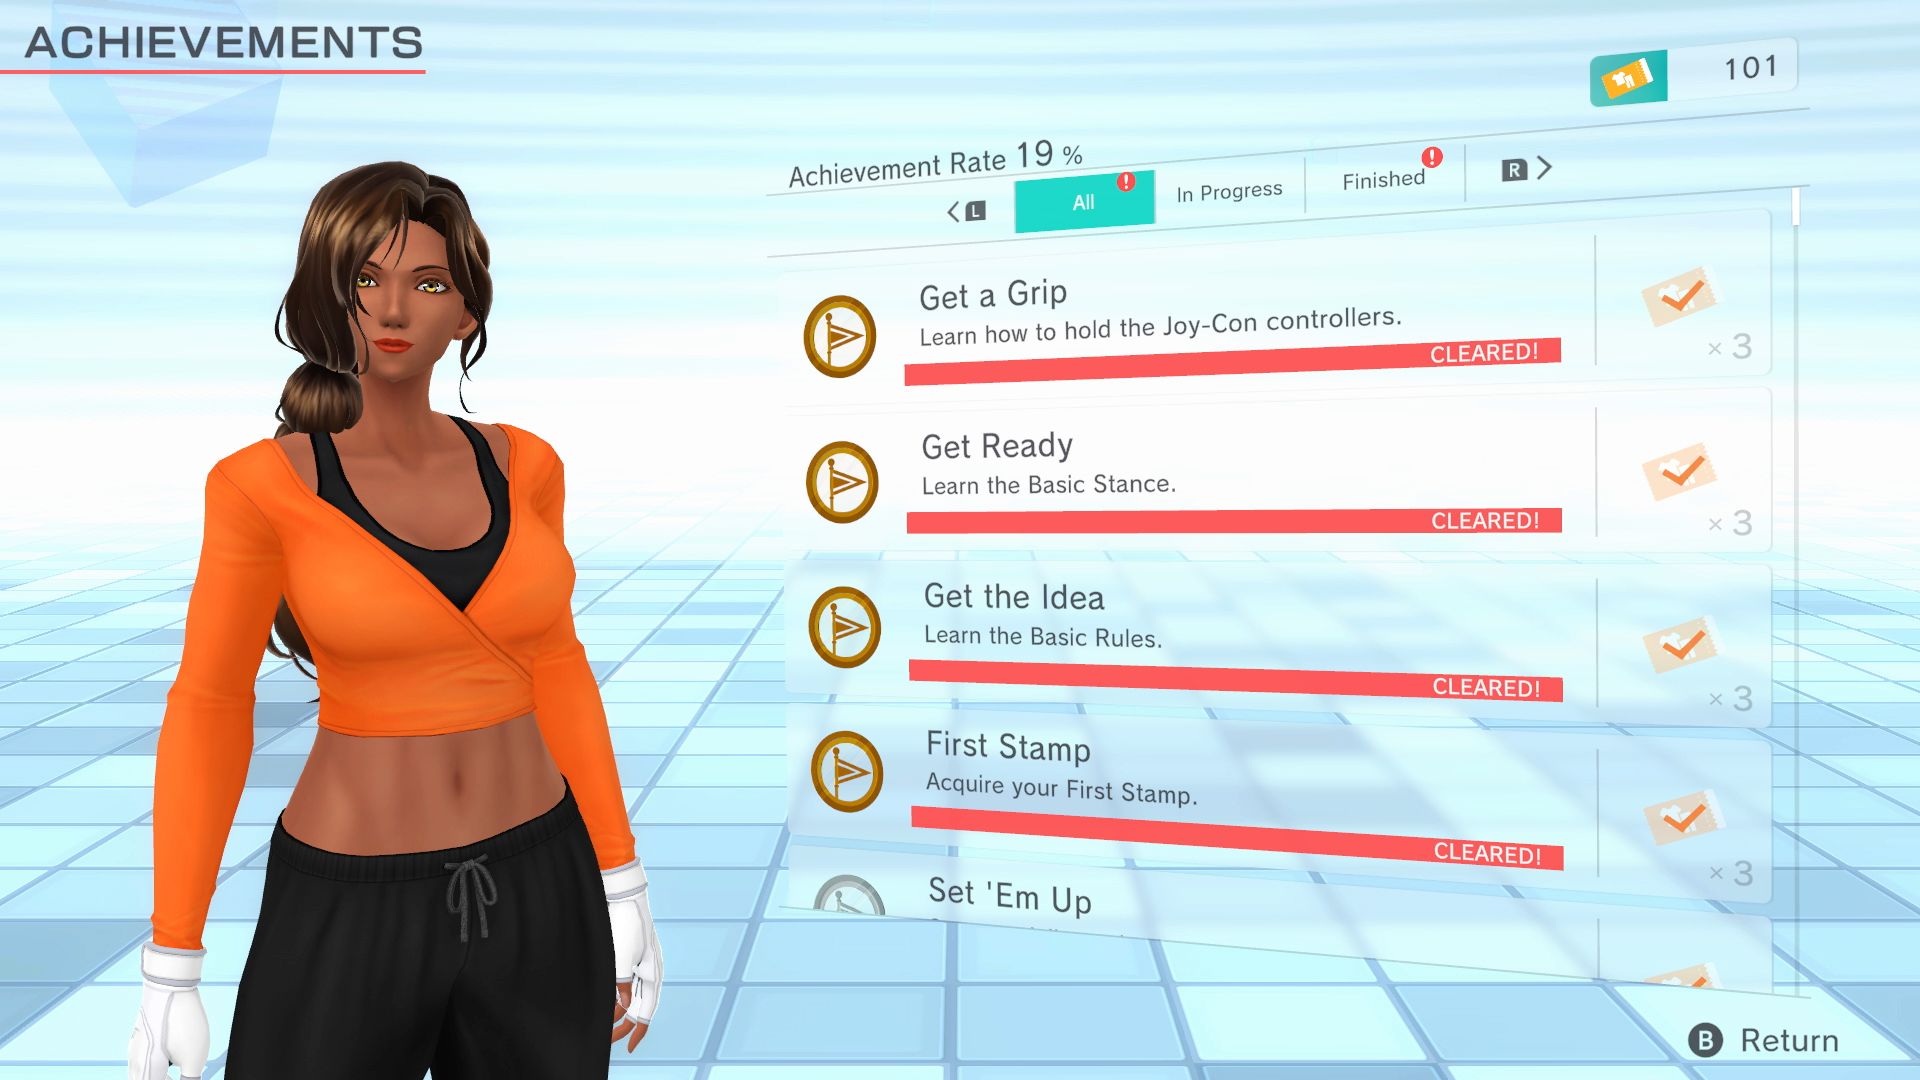 ACHIEVEMENTS
101
Achievement Rate 19 %
L
All
!
In Progress
Finished
!
R
Get a Grip
Learn how to hold the Joy-Con controllers.
CLEARED!
× 3
Get Ready
Learn the Basic Stance.
CLEARED!
× 3
Get the Idea
Learn the Basic Rules.
CLEARED!
× 3
First Stamp
Acquire your First Stamp.
CLEARED!
× 3
Set 'Em Up
B Return